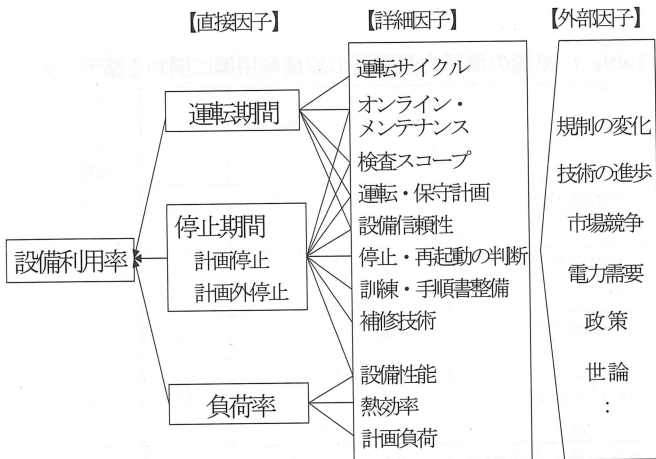 【直接因子】
【詳細因子】
【外部因子】
設備利用率
運転期間
停止期間
計画停止
計画外停止
負荷率
運転サイクル
オンライン・
メンテナンス
検査スコープ
運転・保守計画
設備信頼性
停止・再起動の判断
訓練・手順書整備
補修技術
設備性能
熱効率
計画負荷
規制の変化
技術の進歩
市場競争
電力需要
政策
世論
: